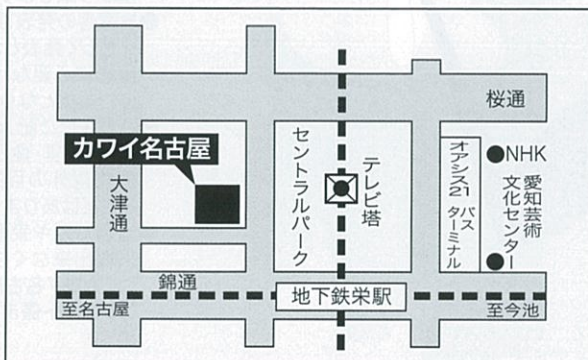 桜通
カワイ名古屋
大津通
セントラルパーク
テレビ塔
オアシス21
バスターミナル
NHK
愛知芸術
文化センター
錦通
地下鉄栄駅
至名古屋
至今池